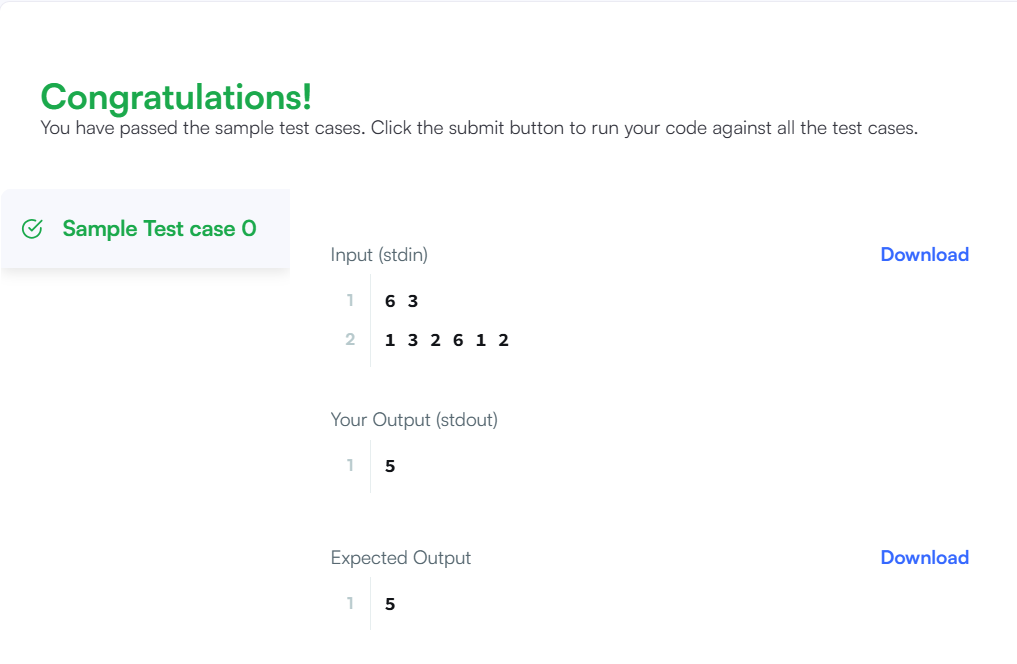 Congratulations!
You have passed the sample test cases. Click the submit button to run your code against all the test cases.
Sample Test case 0
Input (stdin)
Download
1 6 3
2 1 3 2 6 1 2
Your Output (stdout)
1 5
Expected Output
Download
1 5